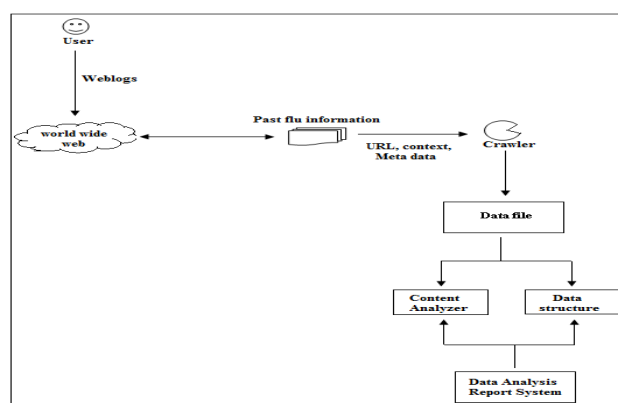 User
Weblogs
world wide
web
Past flu information
URL, context,
Meta data
Crawler
Data file
Content
Analyzer
Data
structure
Data Analysis
Report System